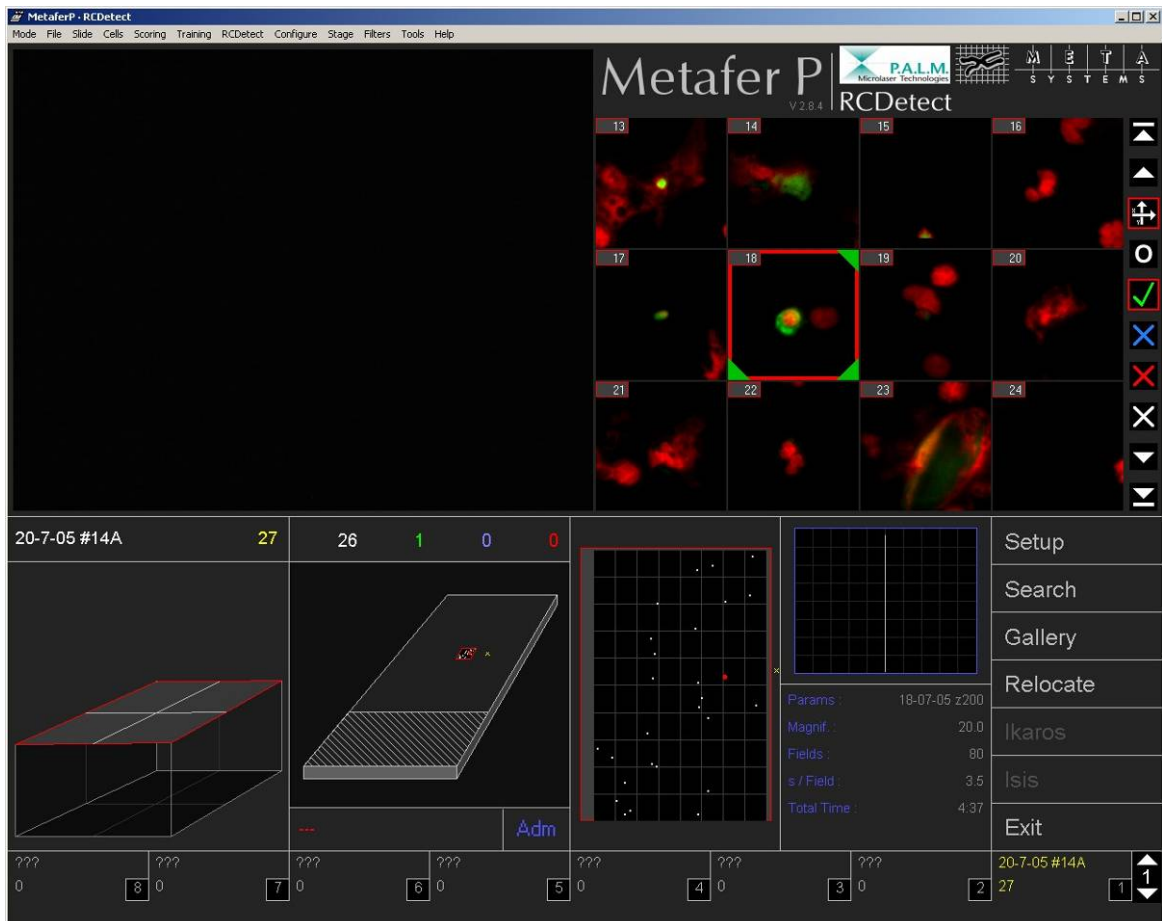 MetaferP - RCDetect
Mode File Slide Cells Scoring Training RCDetect Configure Stage Filters Tools Help
Metafer P
V 2.8.4
P.A.L.M.
Microlaser Technologies
META
SYSTEMS
RCDetect
13 14 15 16
17 18 19 20
21 22 23 24
20-7-05 #14A 27
26 1 0 0
--- Adm
Params : 18-07-05 z200
Magnif. : 20.0
Fields : 80
s / Field : 3.5
Total Time : 4:37
Setup
Search
Gallery
Relocate
Ikaros
Isis
Exit
??? ??? ??? ??? ??? ??? ??? 20-7-05 #14A
0 8 0 7 0 6 0 5 0 4 0 3 0 2 27 1 1